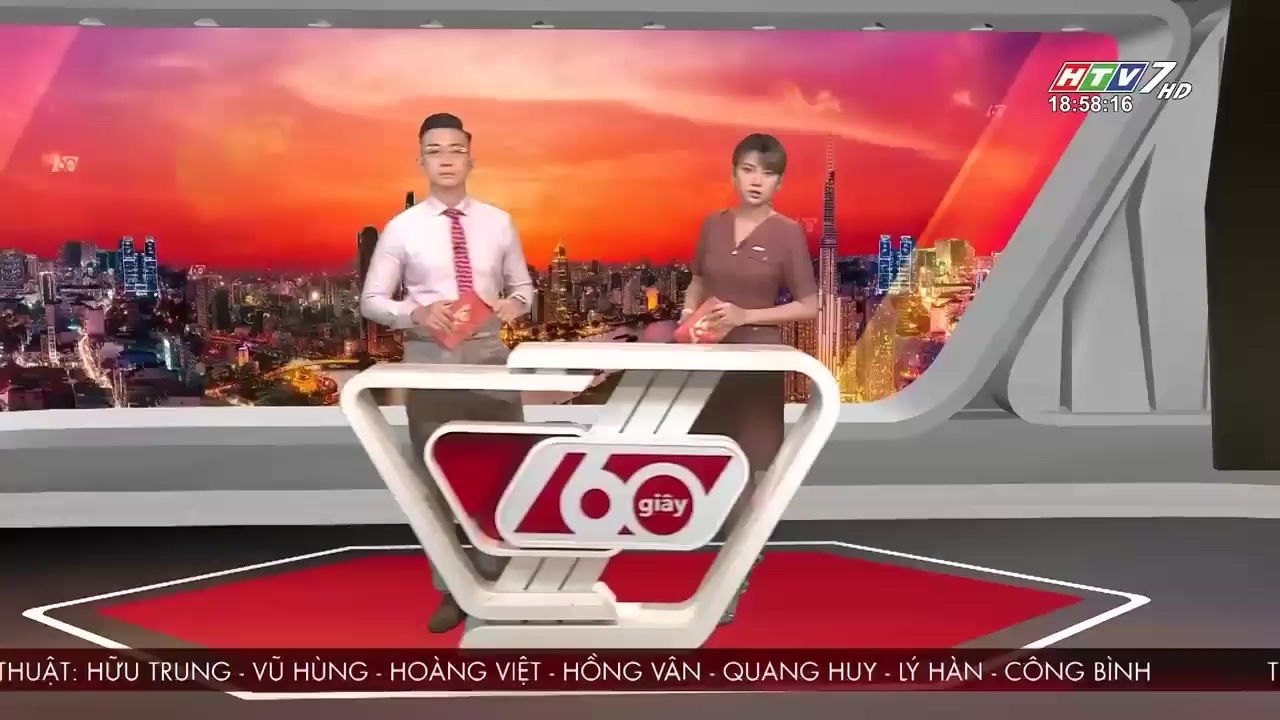 HTV7 HD
18:58:16
60 giây
THUẬT: HỮU TRUNG - VŨ HÙNG - HOÀNG VIỆT - HỒNG VÂN - QUANG HUY - LÝ HÀN - CÔNG BÌNH T